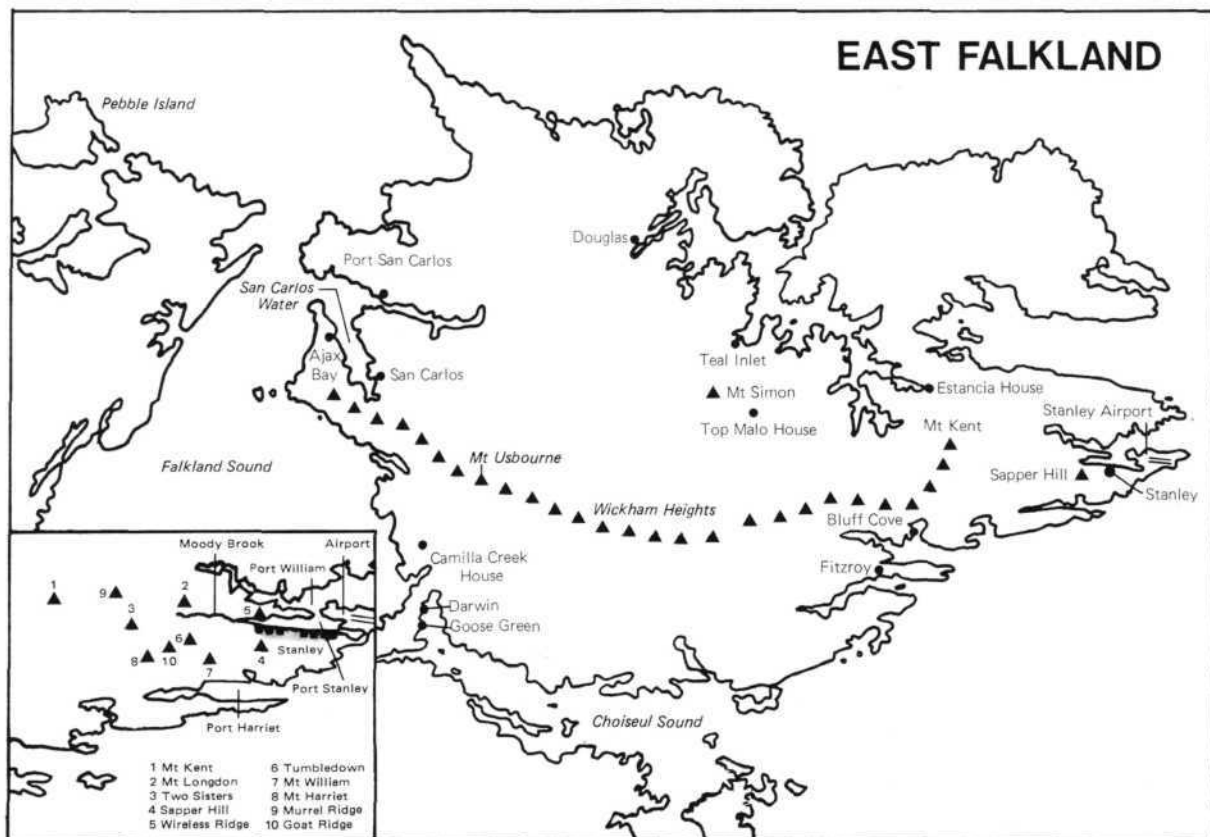 EAST FALKLAND
Pebble Island
Douglas
Port San Carlos
San Carlos
Water
Ajax
Bay
San Carlos
Teal Inlet
Mt Simon
Top Malo House
Estancia House
Stanley Airport
Mt Kent
Sapper Hill
Stanley
Mt Usbourne
Falkland Sound
Wickham Heights
Bluff Cove
Fitzroy
Camilla Creek
House
Darwin
Goose Green
Choiseul Sound
Moody Brook
Airport
Port William
1
9
2
3
5
6
Stanley
8
10
7
4
Port Stanley
Port Harriet
1 Mt Kent
2 Mt Longdon
3 Two Sisters
4 Sapper Hill
5 Wireless Ridge
6 Tumbledown
7 Mt William
8 Mt Harriet
9 Murrel Ridge
10 Goat Ridge